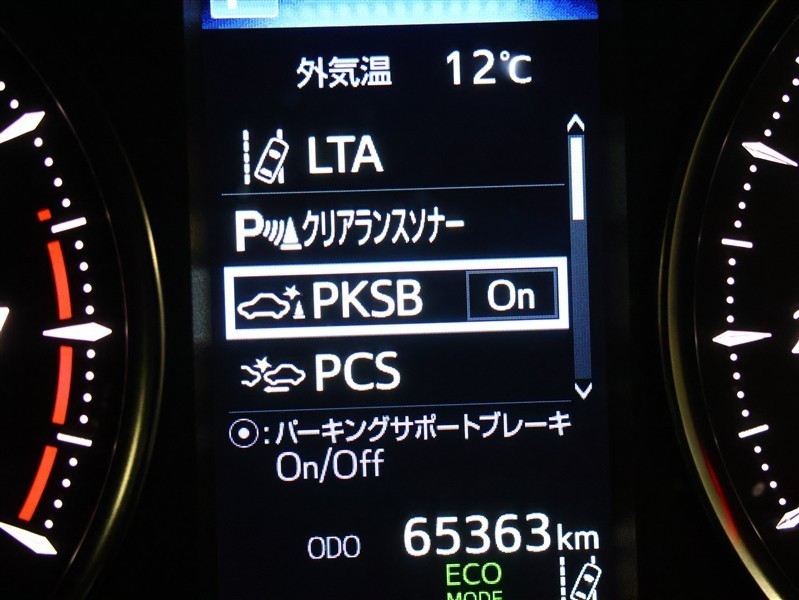 外気温 12℃
LTA
P クリアランスソナー
PKSB On
PCS
⦿:パーキングサポートブレーキ
On/Off
ODO 65363km
ECO
MODE